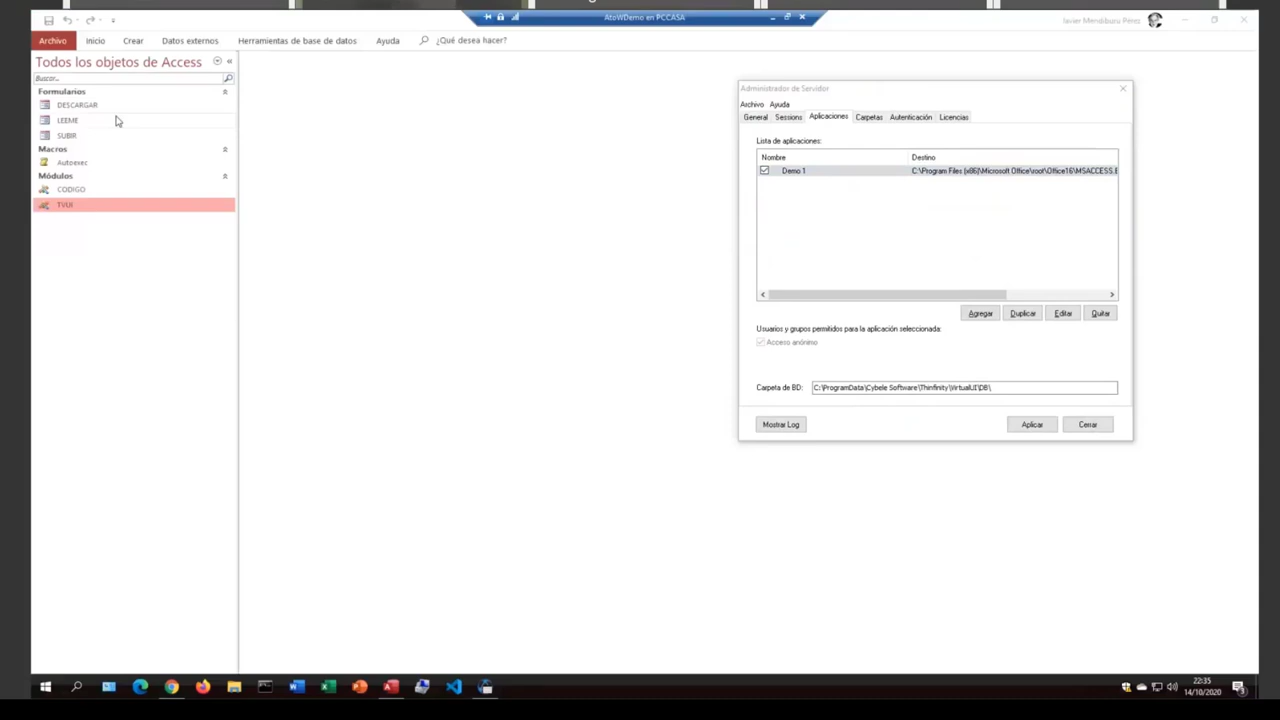 AtoWDemo en PCCASA
Javier Mendiburu Pérez
Archivo Inicio Crear Datos externos Herramientas de base de datos Ayuda ¿Qué desea hacer?
Todos los objetos de Access
Buscar...
Formularios
DESCARGAR
LEEME
SUBIR
Macros
Autoexec
Módulos
CODIGO
TVUI
Administrador de Servidor
Archivo Ayuda
General Sessions Aplicaciones Carpetas Autenticación Licencias
Lista de aplicaciones:
Nombre Destino
Demo 1 C:\Program Files (x86)\Microsoft Office\root\Office16\MSACCESS.E
Agregar Duplicar Editar Quitar
Usuarios y grupos permitidos para la aplicación seleccionada:
Acceso anónimo
Carpeta de BD: C:\ProgramData\Cybele Software\Thinfinity\VirtualUI\DB\
Mostrar Log Aplicar Cerrar
22:35
14/10/2020